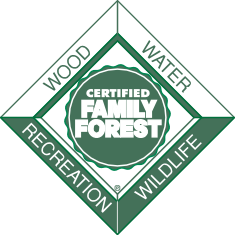 WOOD
WATER
CERTIFIED
FAMILY
FOREST
RECREATION
WILDLIFE
®